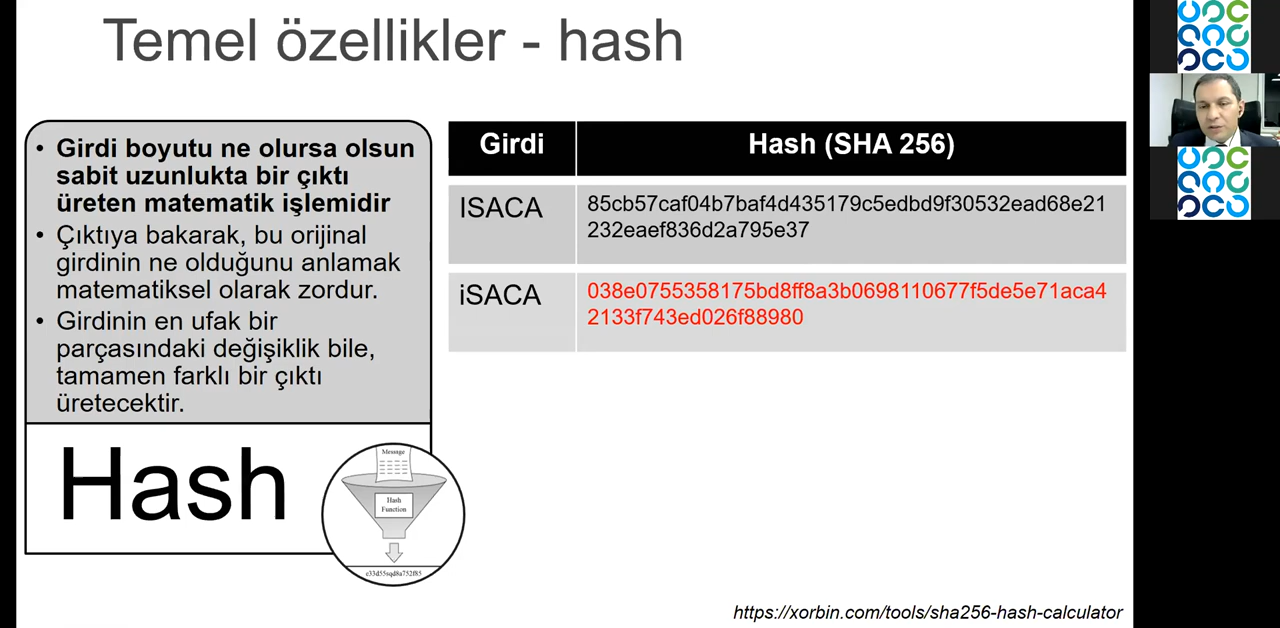 Temel özellikler - hash
• Girdi boyutu ne olursa olsun
sabit uzunlukta bir çıktı
üreten matematik işlemidir
• Çıktıya bakarak, bu orijinal
girdinin ne olduğunu anlamak
matematiksel olarak zordur.
• Girdinin en ufak bir
parçasındaki değişiklik bile,
tamamen farklı bir çıktı
üretecektir.
Hash
Message
Hash
Function
c33d55sqd8a752f85
Girdi
Hash (SHA 256)
ISACA
85cb57caf04b7baf4d435179c5edbd9f30532ead68e21
232eaef836d2a795e37
iSACA
038e0755358175bd8ff8a3b0698110677f5de5e71aca4
2133f743ed026f88980
https://xorbin.com/tools/sha256-hash-calculator